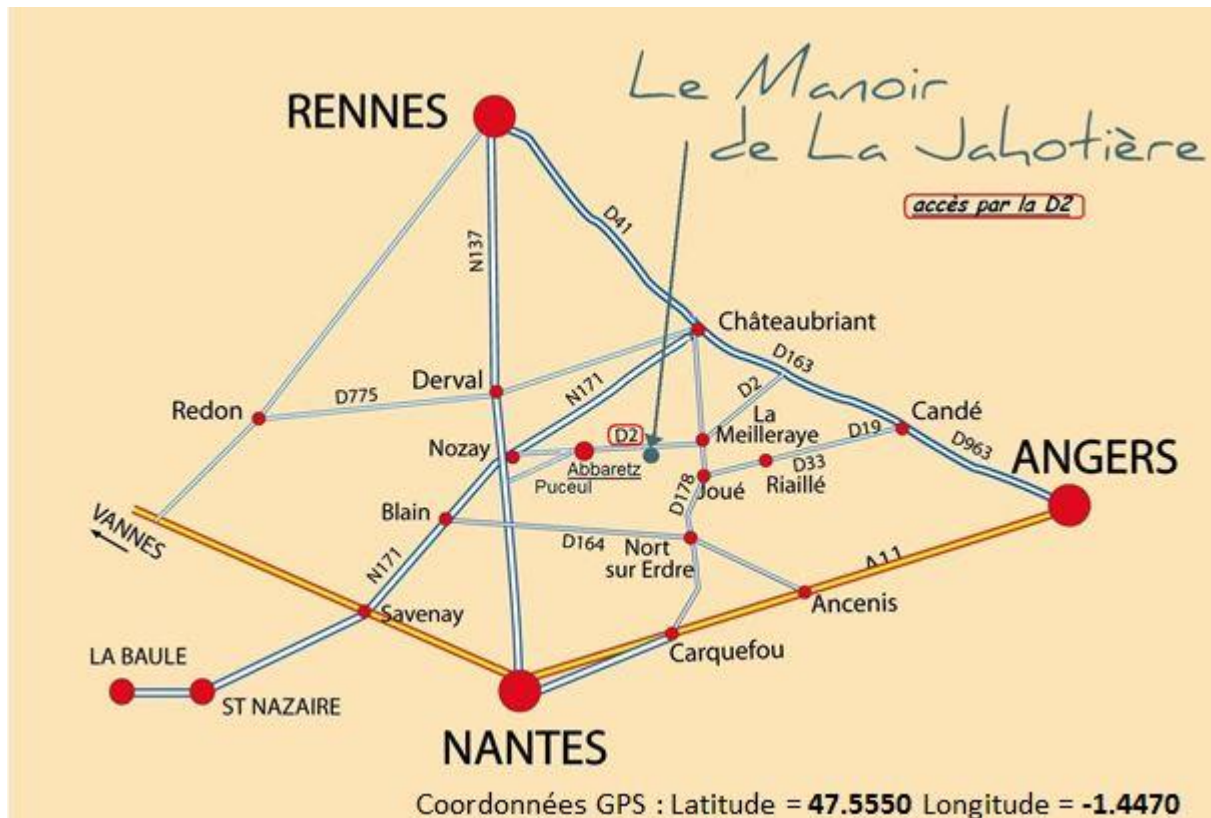 Le Manoir
de La Jahotière
accès par la D2
RENNES
D41
N137
Châteaubriant
D163
Derval
N171
D2
D775
Redon
La
Meilleraye
D19
Candé
D2
Nozay
D963
Abbaretz
D33
ANGERS
Puceul
Joué
Riaillé
D178
Blain
VANNES
D164
Nort
sur Erdre
A11
N171
Ancenis
Savenay
Carquefou
LA BAULE
ST NAZAIRE
NANTES
Coordonnées GPS : Latitude = 47.5550 Longitude = -1.4470